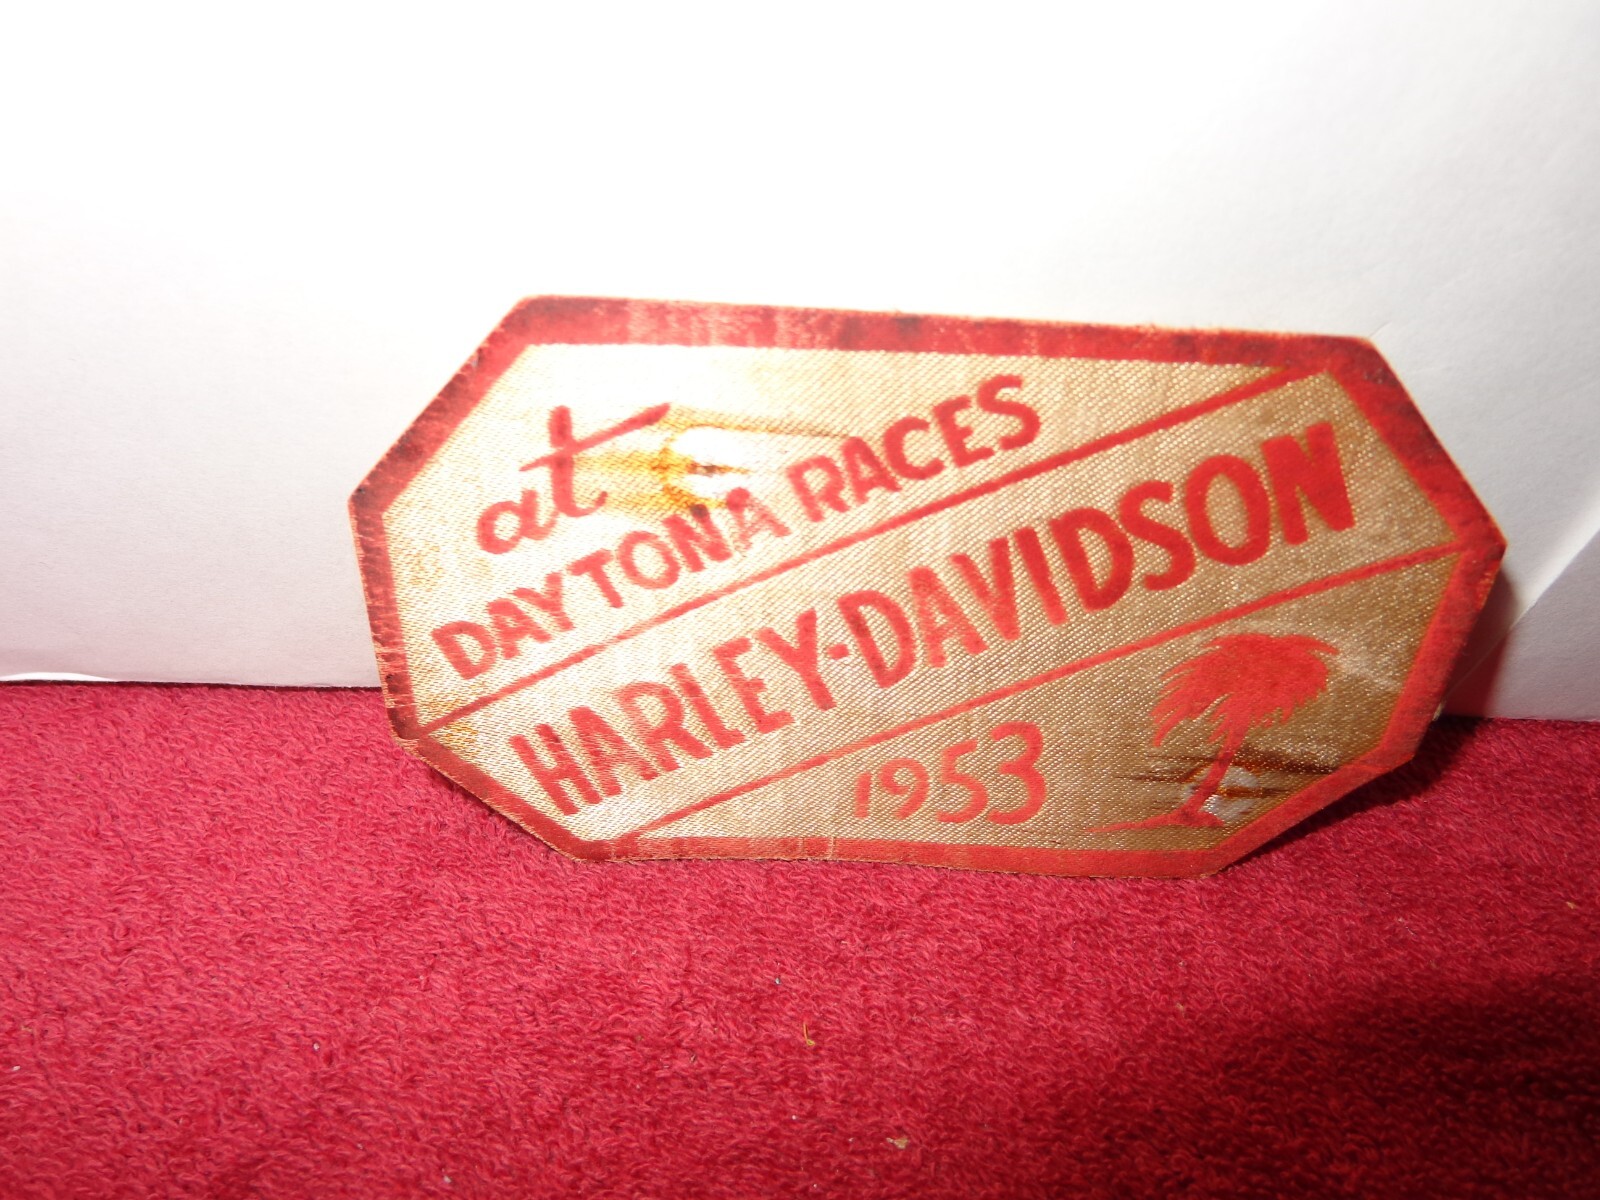 at
DAYTONA RACES
HARLEY-DAVIDSON
1953